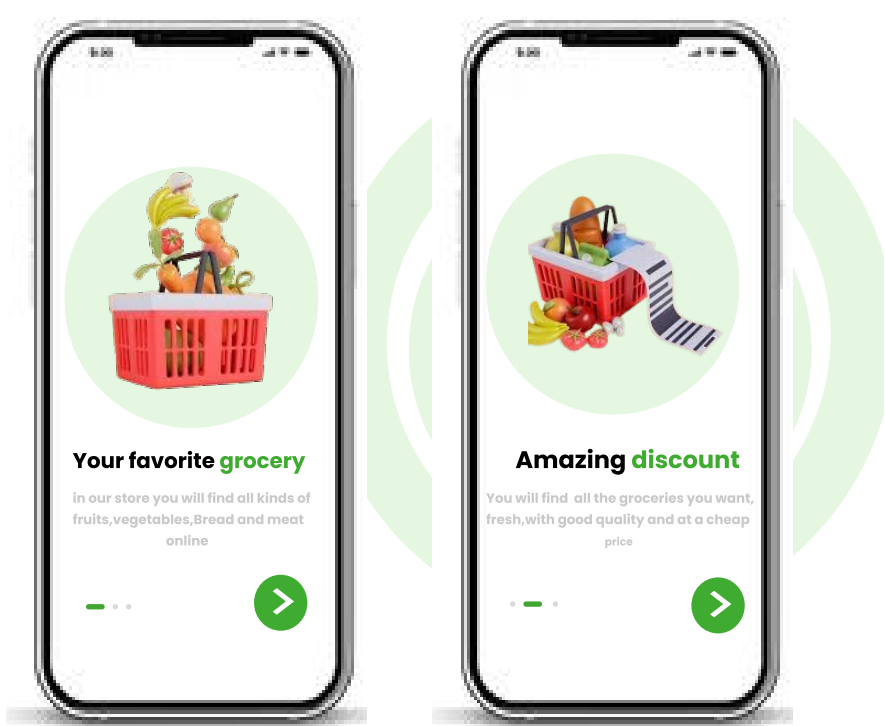 9:00
Your favorite grocery
in our store you will find all kinds of
fruits,vegetables,Bread and meat
online
9:00
Amazing discount
You will find all the groceries you want,
fresh,with good quality and at a cheap
price